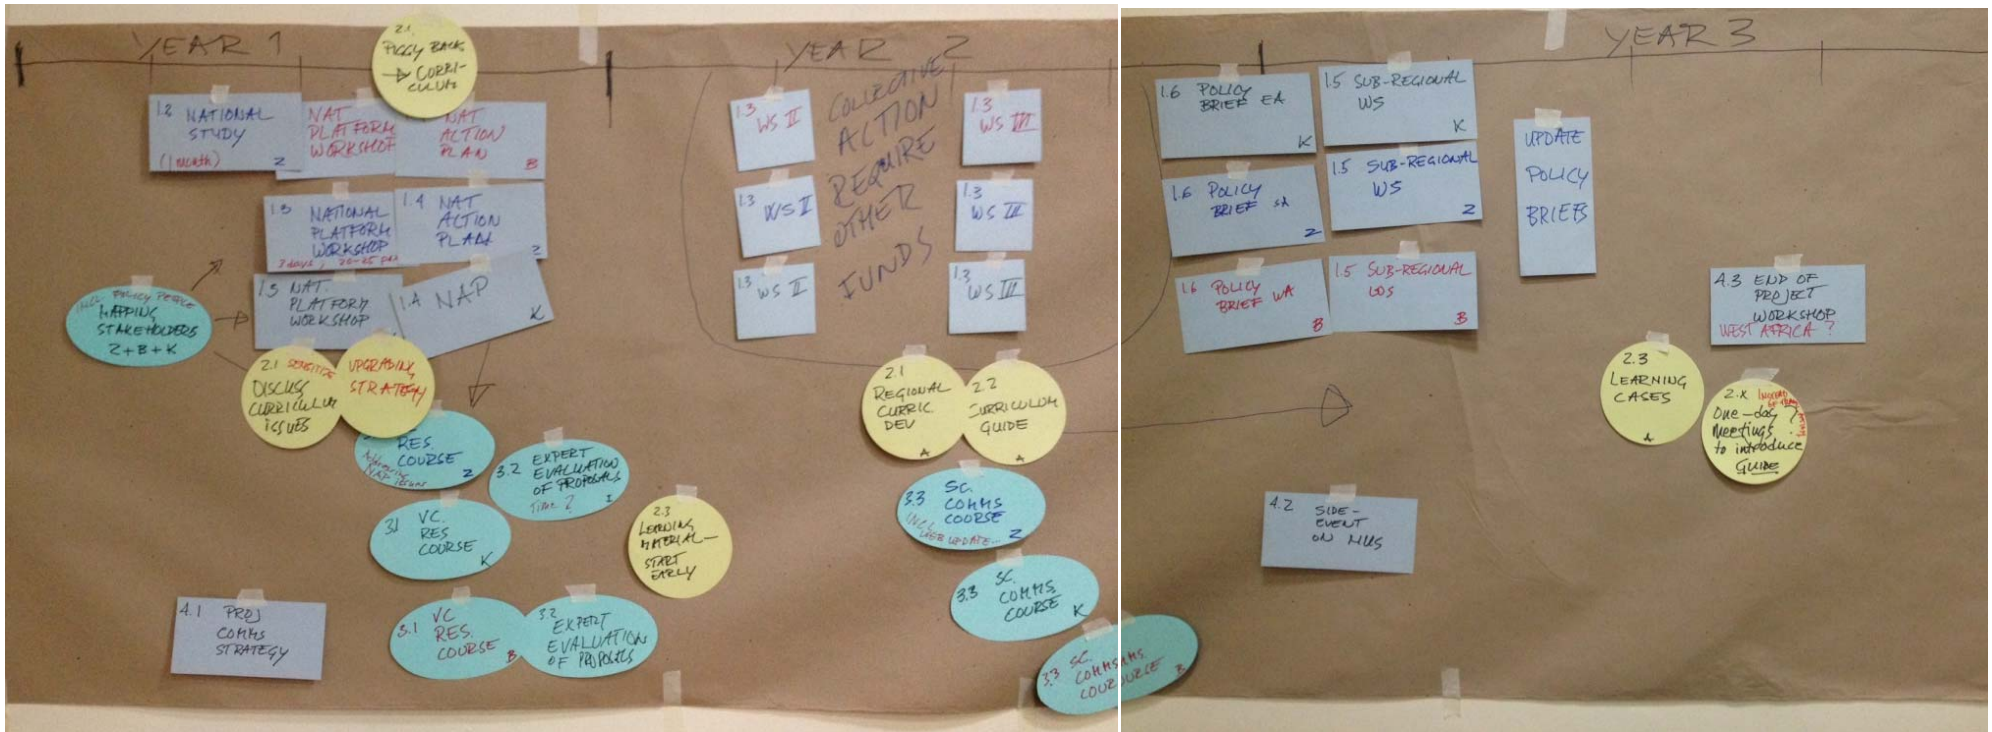 YEAR 1
2.1
PIGGY BACK
→ CURRI-
CULUM
1.2 NATIONAL
STUDY
(1 month) Z
NAT
PLATFORM
WORKSHOP
NAT
ACTION
PLAN
B
1.3 NATIONAL
PLATFORM
WORKSHOP
1.4 NAT
ACTION
PLAN
Z
1.3 NAT.
PLATFORM
WORKSHOP
1.4 NAP
K
INCL. POLICY PEOPLE
MAPPING
STAKEHOLDERS
Z+B+K
2.1 SENSITIZE
DISCUSS
CURRICULUM
ISSUES
UPGRADING
STRATEGY
RES.
COURSE
Z
3.2 EXPERT
EVALUATION
OF PROPOSALS
Time ?
3.1 VC.
RES
COURSE
K
2.3
LEARNING
MATERIAL—
START
EARLY
4.1 PROJ
COMMS
STRATEGY
3.1 VC
RES.
COURSE
B
3.2
EXPERT
EVALUATION
OF PROPOSALS
YEAR 2
1.3
WS II
1.3
WS II
1.3
WS II
COLLECTIVE
ACTION
REQUIRE
OTHER
FUNDS
1.3
WS III
1.3
WS III
1.3
WS III
2.1
REGIONAL
CURRIC
DEV
A
2.2
CURRICULUM
GUIDE
A
3.3 SC.
COMMS
COURSE
INCL.
WEB UPDATE... Z
3.3 SC.
COMMS.
COURSE K
3.3 SC.
B
YEAR 3
1.6 POLICY
BRIEF EA
K
1.5 SUB-REGIONAL
WS
K
1.6 POLICY
BRIEF SA
Z
1.5 SUB-REGIONAL
WS
Z
1.6 POLICY
BRIEF WA
B
1.5 SUB-REGIONAL
WS
B
UPDATE
POLICY
BRIEFS
4.3 END OF
PROJECT
WORKSHOP
WEST AFRICA ?
2.3
LEARNING
CASES
A
2.X
One-day
Meetings
to introduce
GUIDE
4.2 SIDE-
EVENT
ON NUS